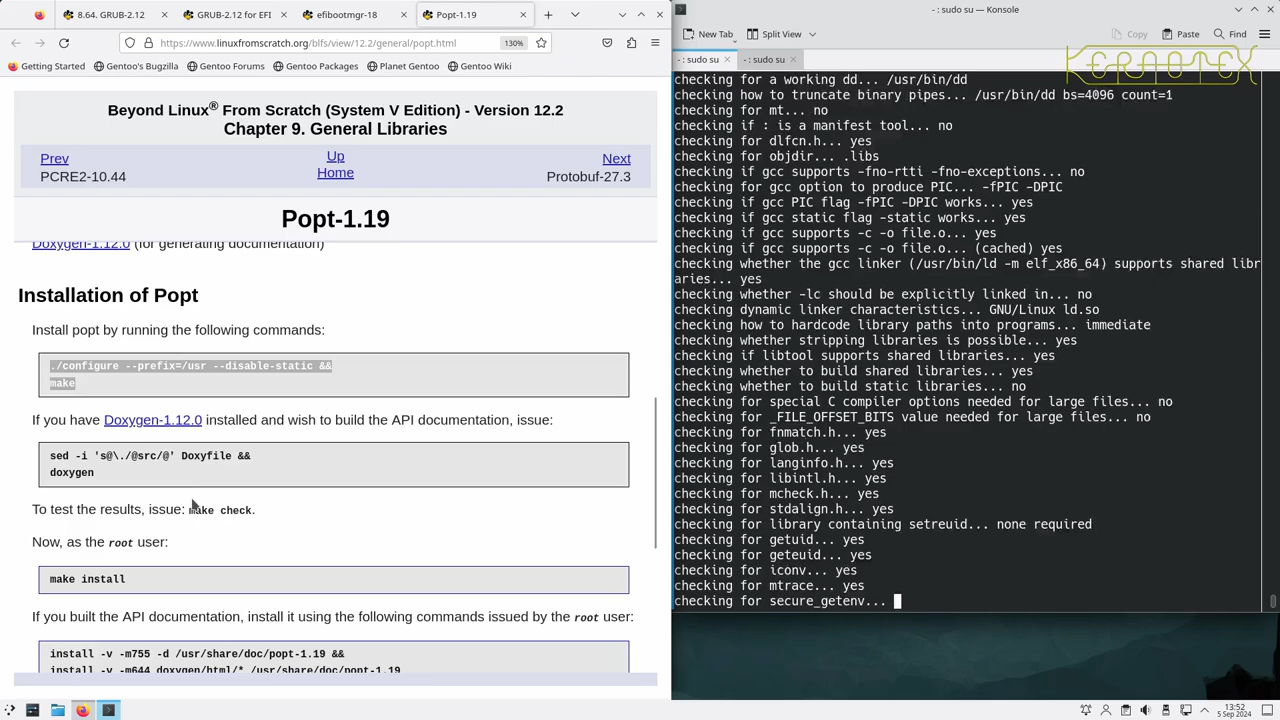 8.64. GRUB-2.12
GRUB-2.12 for EFI
efibootmgr-18
Popt-1.19
https://www.linuxfromscratch.org/blfs/view/12.2/general/popt.html
130%
Getting Started
Gentoo's Bugzilla
Gentoo Forums
Gentoo Packages
Planet Gentoo
Gentoo Wiki
Beyond Linux® From Scratch (System V Edition) - Version 12.2
Chapter 9. General Libraries
Prev
Up
Next
PCRE2-10.44
Home
Protobuf-27.3
Popt-1.19
Doxygen-1.12.0 (for generating documentation)
Installation of Popt
Install popt by running the following commands:
./configure --prefix=/usr --disable-static &&
make
If you have Doxygen-1.12.0 installed and wish to build the API documentation, issue:
sed -i 's@\./@src/@' Doxyfile &&
doxygen
To test the results, issue: make check.
Now, as the root user:
make install
If you built the API documentation, install it using the following commands issued by the root user:
install -v -m755 -d /usr/share/doc/popt-1.19 &&
install -v -m644 doxygen/html/* /usr/share/doc/popt-1.19
- : sudo su — Konsole
New Tab
Split View
Copy
Paste
Find
- : sudo su
- : sudo su
KERNOTEX
checking for a working dd... /usr/bin/dd
checking how to truncate binary pipes... /usr/bin/dd bs=4096 count=1
checking for mt... no
checking if : is a manifest tool... no
checking for dlfcn.h... yes
checking for objdir... .libs
checking if gcc supports -fno-rtti -fno-exceptions... no
checking for gcc option to produce PIC... -fPIC -DPIC
checking if gcc PIC flag -fPIC -DPIC works... yes
checking if gcc static flag -static works... yes
checking if gcc supports -c -o file.o... yes
checking if gcc supports -c -o file.o... (cached) yes
checking whether the gcc linker (/usr/bin/ld -m elf_x86_64) supports shared libr
aries... yes
checking whether -lc should be explicitly linked in... no
checking dynamic linker characteristics... GNU/Linux ld.so
checking how to hardcode library paths into programs... immediate
checking whether stripping libraries is possible... yes
checking if libtool supports shared libraries... yes
checking whether to build shared libraries... yes
checking whether to build static libraries... no
checking for special C compiler options needed for large files... no
checking for _FILE_OFFSET_BITS value needed for large files... no
checking for fnmatch.h... yes
checking for glob.h... yes
checking for langinfo.h... yes
checking for libintl.h... yes
checking for mcheck.h... yes
checking for stdalign.h... yes
checking for library containing setreuid... none required
checking for getuid... yes
checking for geteuid... yes
checking for iconv... yes
checking for mtrace... yes
checking for secure_getenv...
13:52
5 Sep 2024